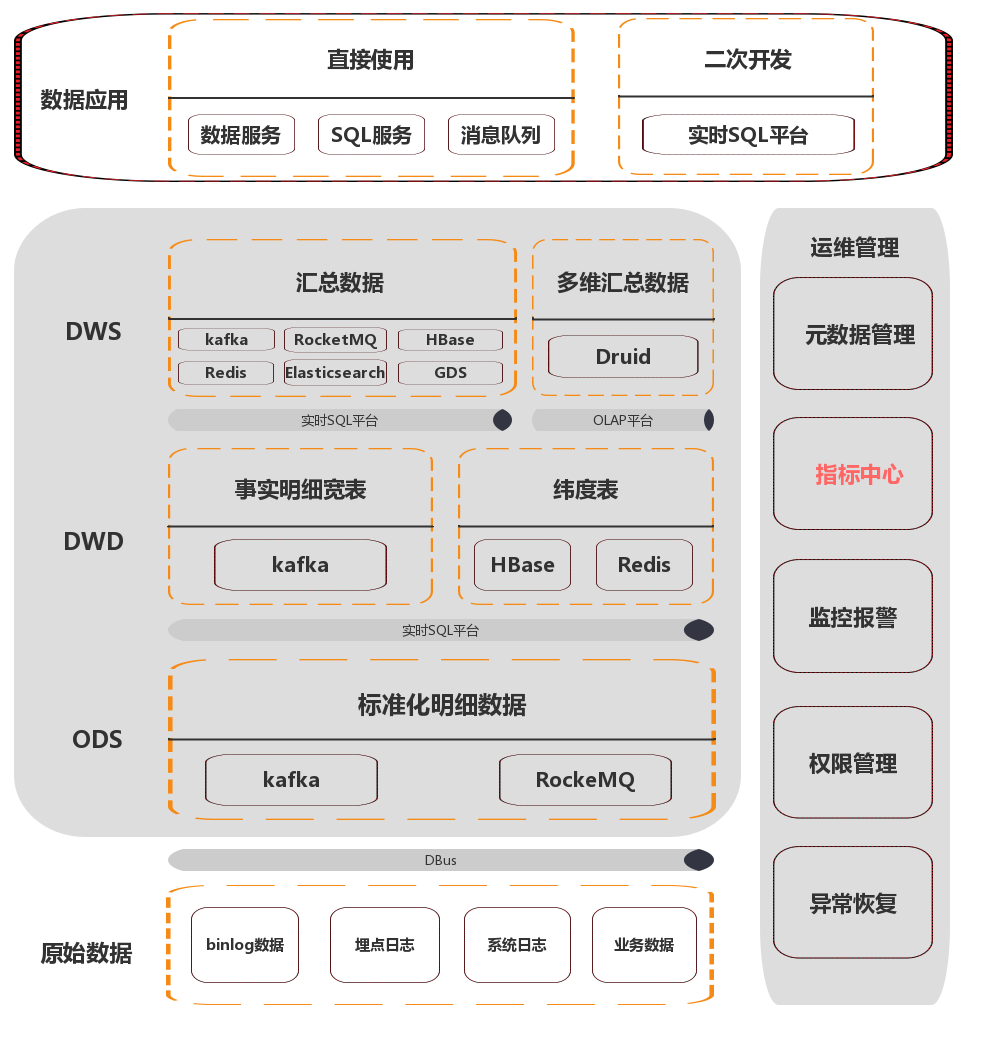 数据应用
直接使用
数据服务
SQL服务
消息队列
二次开发
实时SQL平台
DWS
汇总数据
kafka
RocketMQ
HBase
Redis
Elasticsearch
GDS
多维汇总数据
Druid
实时SQL平台
OLAP平台
DWD
事实明细宽表
kafka
纬度表
HBase
Redis
实时SQL平台
ODS
标准化明细数据
kafka
RockeMQ
DBus
原始数据
binlog数据
埋点日志
系统日志
业务数据
运维管理
元数据管理
指标中心
监控报警
权限管理
异常恢复